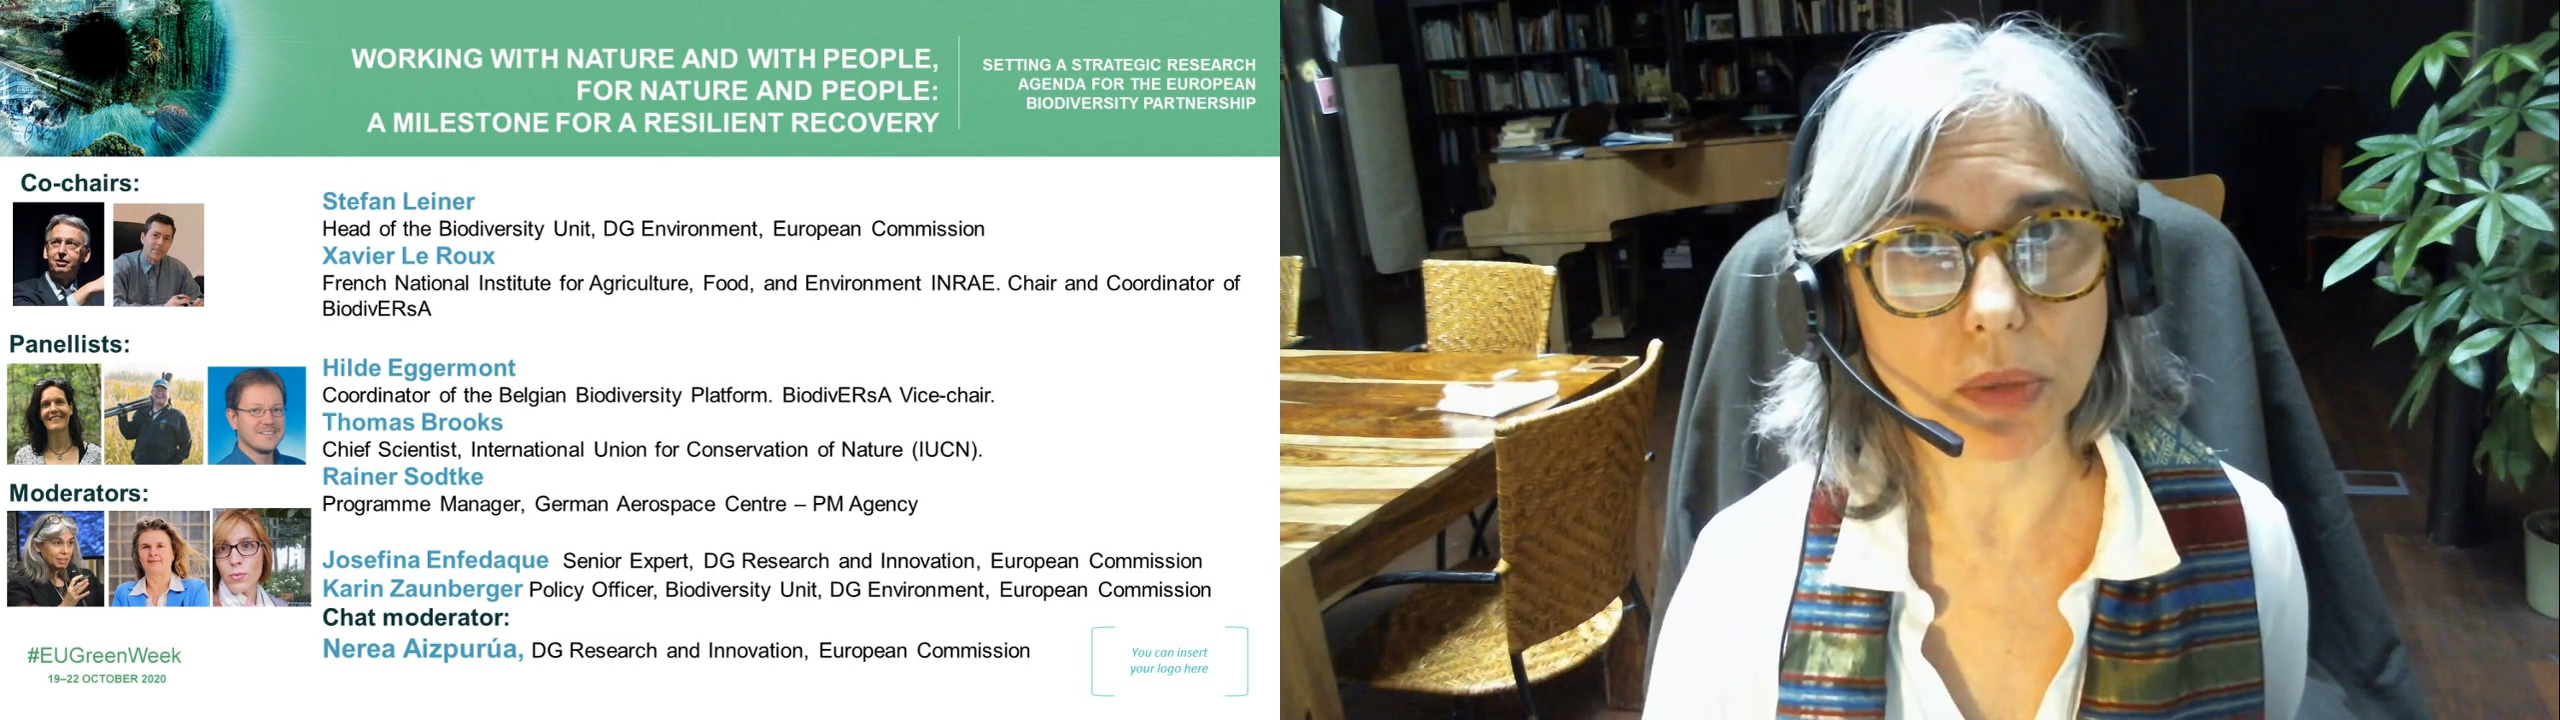 WORKING WITH NATURE AND WITH PEOPLE,
FOR NATURE AND PEOPLE:
A MILESTONE FOR A RESILIENT RECOVERY
SETTING A STRATEGIC RESEARCH
AGENDA FOR THE EUROPEAN
BIODIVERSITY PARTNERSHIP
Co-chairs:
Stefan Leiner
Head of the Biodiversity Unit, DG Environment, European Commission
Xavier Le Roux
French National Institute for Agriculture, Food, and Environment INRAE. Chair and Coordinator of
BiodivERsA
Panellists:
Hilde Eggermont
Coordinator of the Belgian Biodiversity Platform. BiodivERsA Vice-chair.
Thomas Brooks
Chief Scientist, International Union for Conservation of Nature (IUCN).
Rainer Sodtke
Programme Manager, German Aerospace Centre – PM Agency
Moderators:
Josefina Enfedaque Senior Expert, DG Research and Innovation, European Commission
Karin Zaunberger Policy Officer, Biodiversity Unit, DG Environment, European Commission
Chat moderator:
Nerea Aizpurúa, DG Research and Innovation, European Commission
#EUGreenWeek
19–22 OCTOBER 2020
You can insert
your logo here